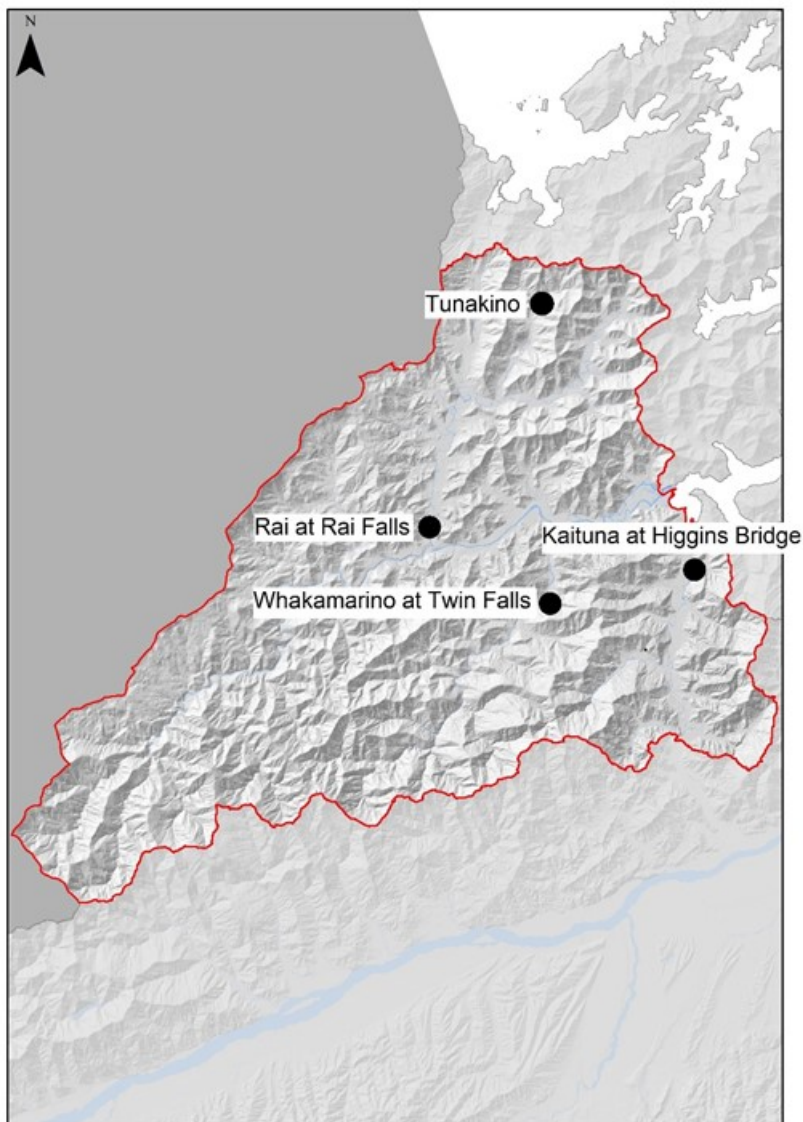 N
Tunakino
Rai at Rai Falls
Kaituna at Higgins Bridge
Whakamarino at Twin Falls